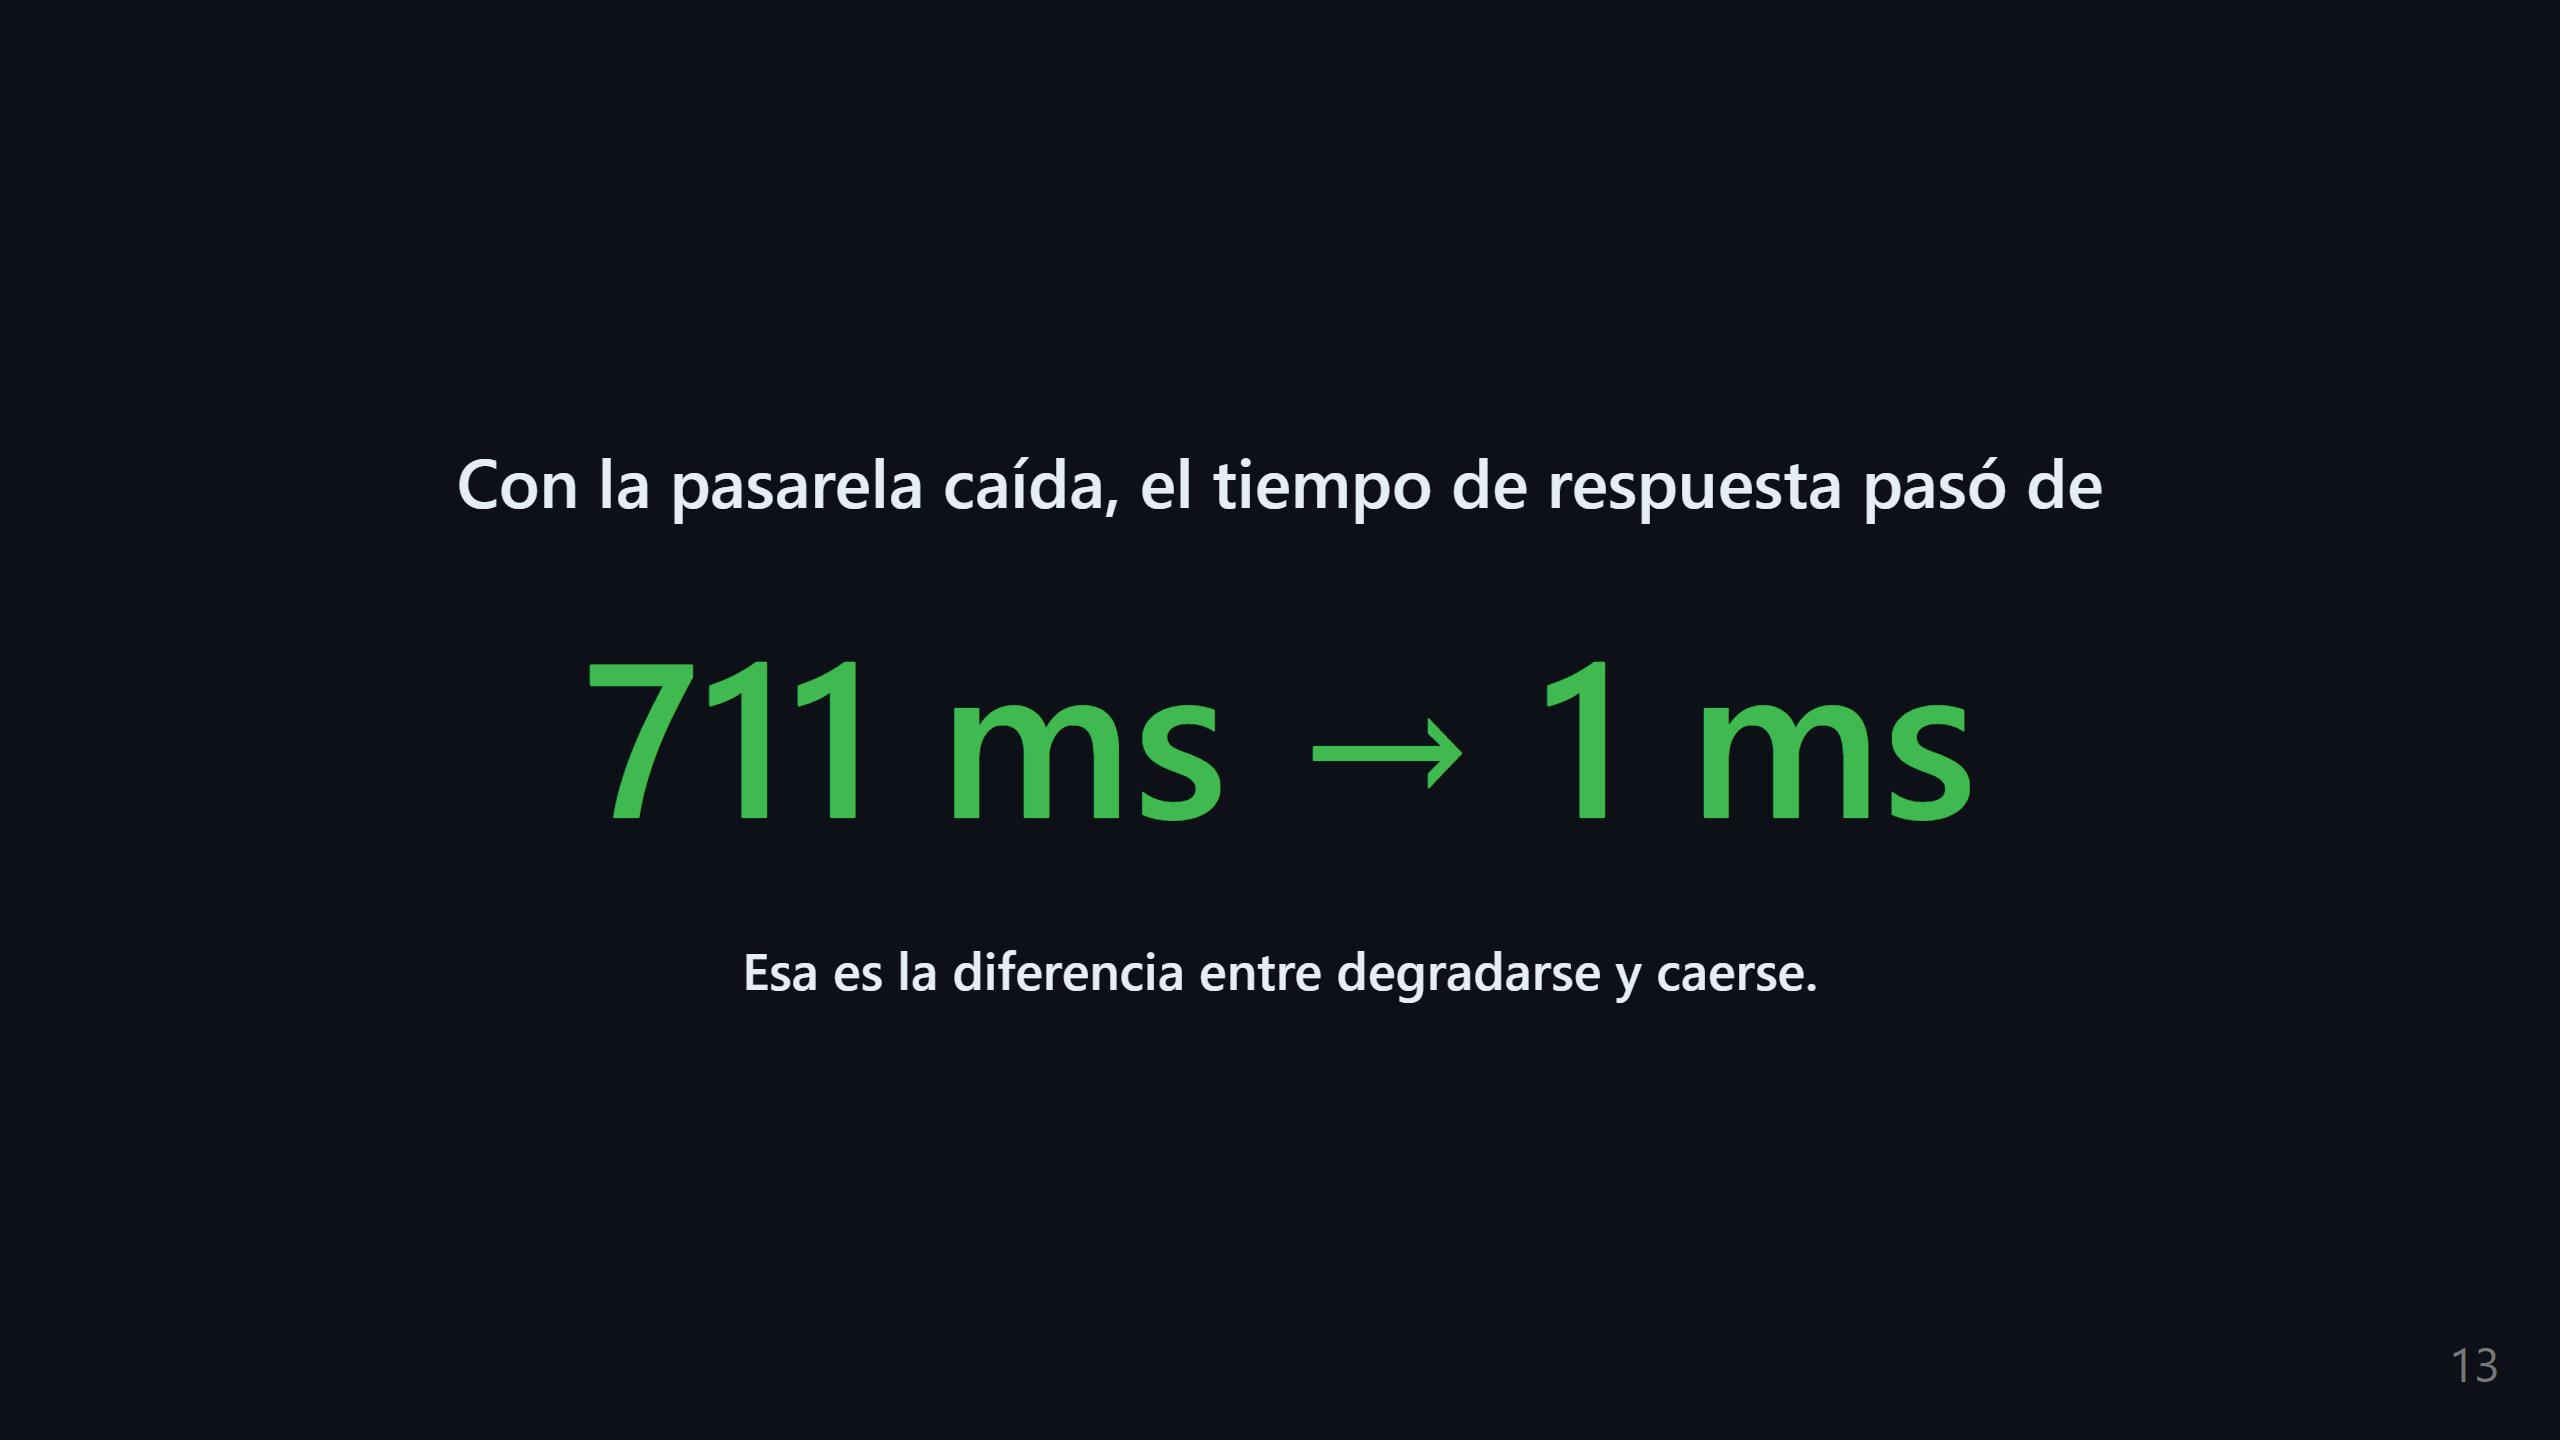 Con la pasarela caída, el tiempo de respuesta pasó de
711 ms → 1 ms
Esa es la diferencia entre degradarse y caerse.
13